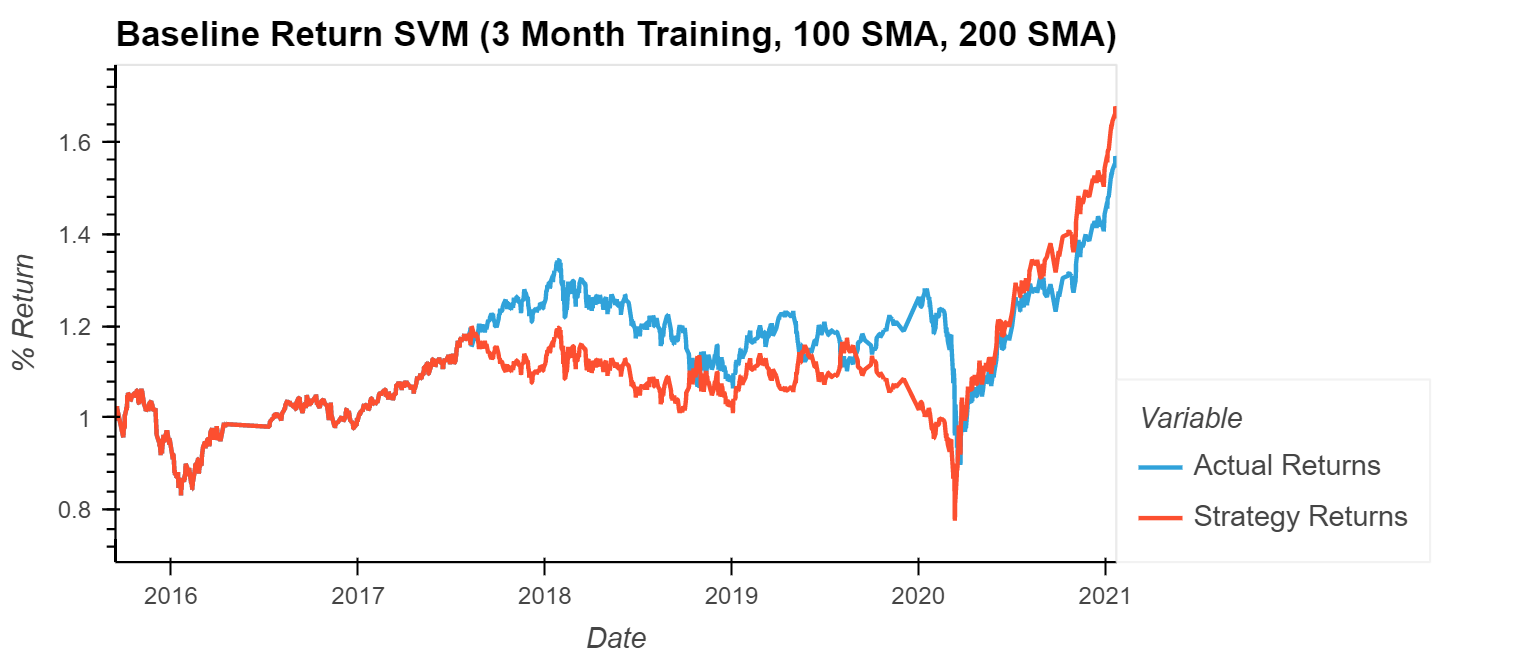 Baseline Return SVM (3 Month Training, 100 SMA, 200 SMA)
% Return
1.6
1.4
1.2
1
0.8
2016 2017 2018 2019 2020 2021
Date
Variable
Actual Returns
Strategy Returns